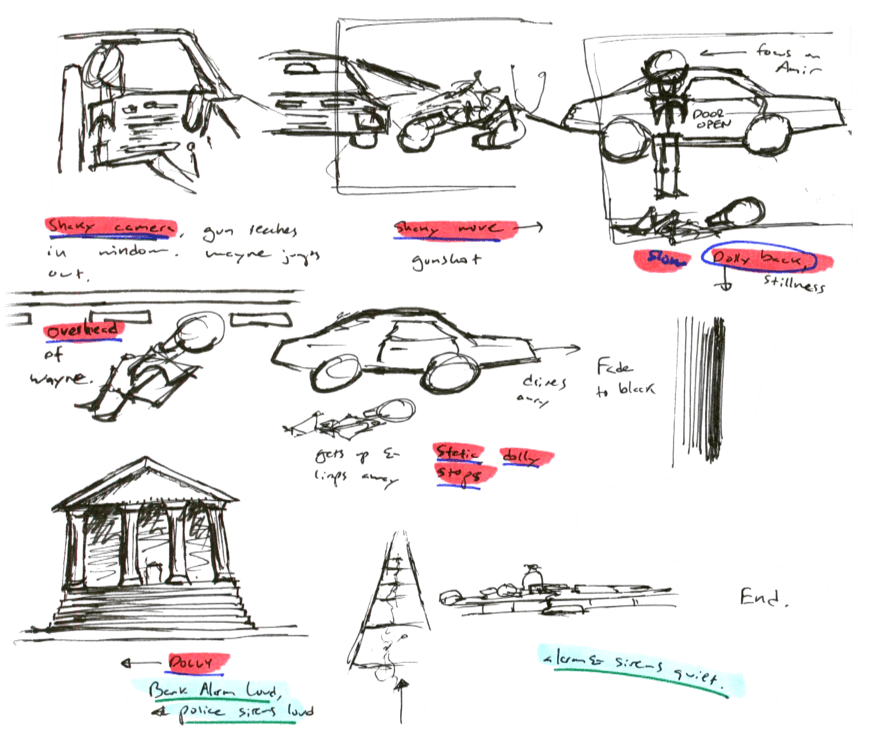 focus on
Amir
DOOR
OPEN
Shaky camera, gun reaches
in window. Wayne jumps
out.
Shaky move
gunshot
Slow Dolly back,
stillness
Overhead
of
Wayne.
drives
away
Fade
to black
gets up &
limps away
Static dolly
stops
DOLLY
Bank Alarm Loud,
& police sirens loud
End.
alarm & sirens quiet.